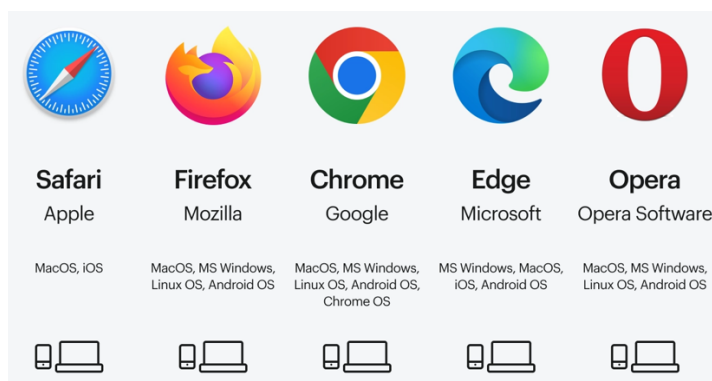 Safari
Apple
MacOS, iOS
Firefox
Mozilla
MacOS, MS Windows,
Linux OS, Android OS
Chrome
Google
MacOS, MS Windows,
Linux OS, Android OS,
Chrome OS
Edge
Microsoft
MS Windows, MacOS,
iOS, Android OS
Opera
Opera Software
MacOS, MS Windows,
Linux OS, Android OS